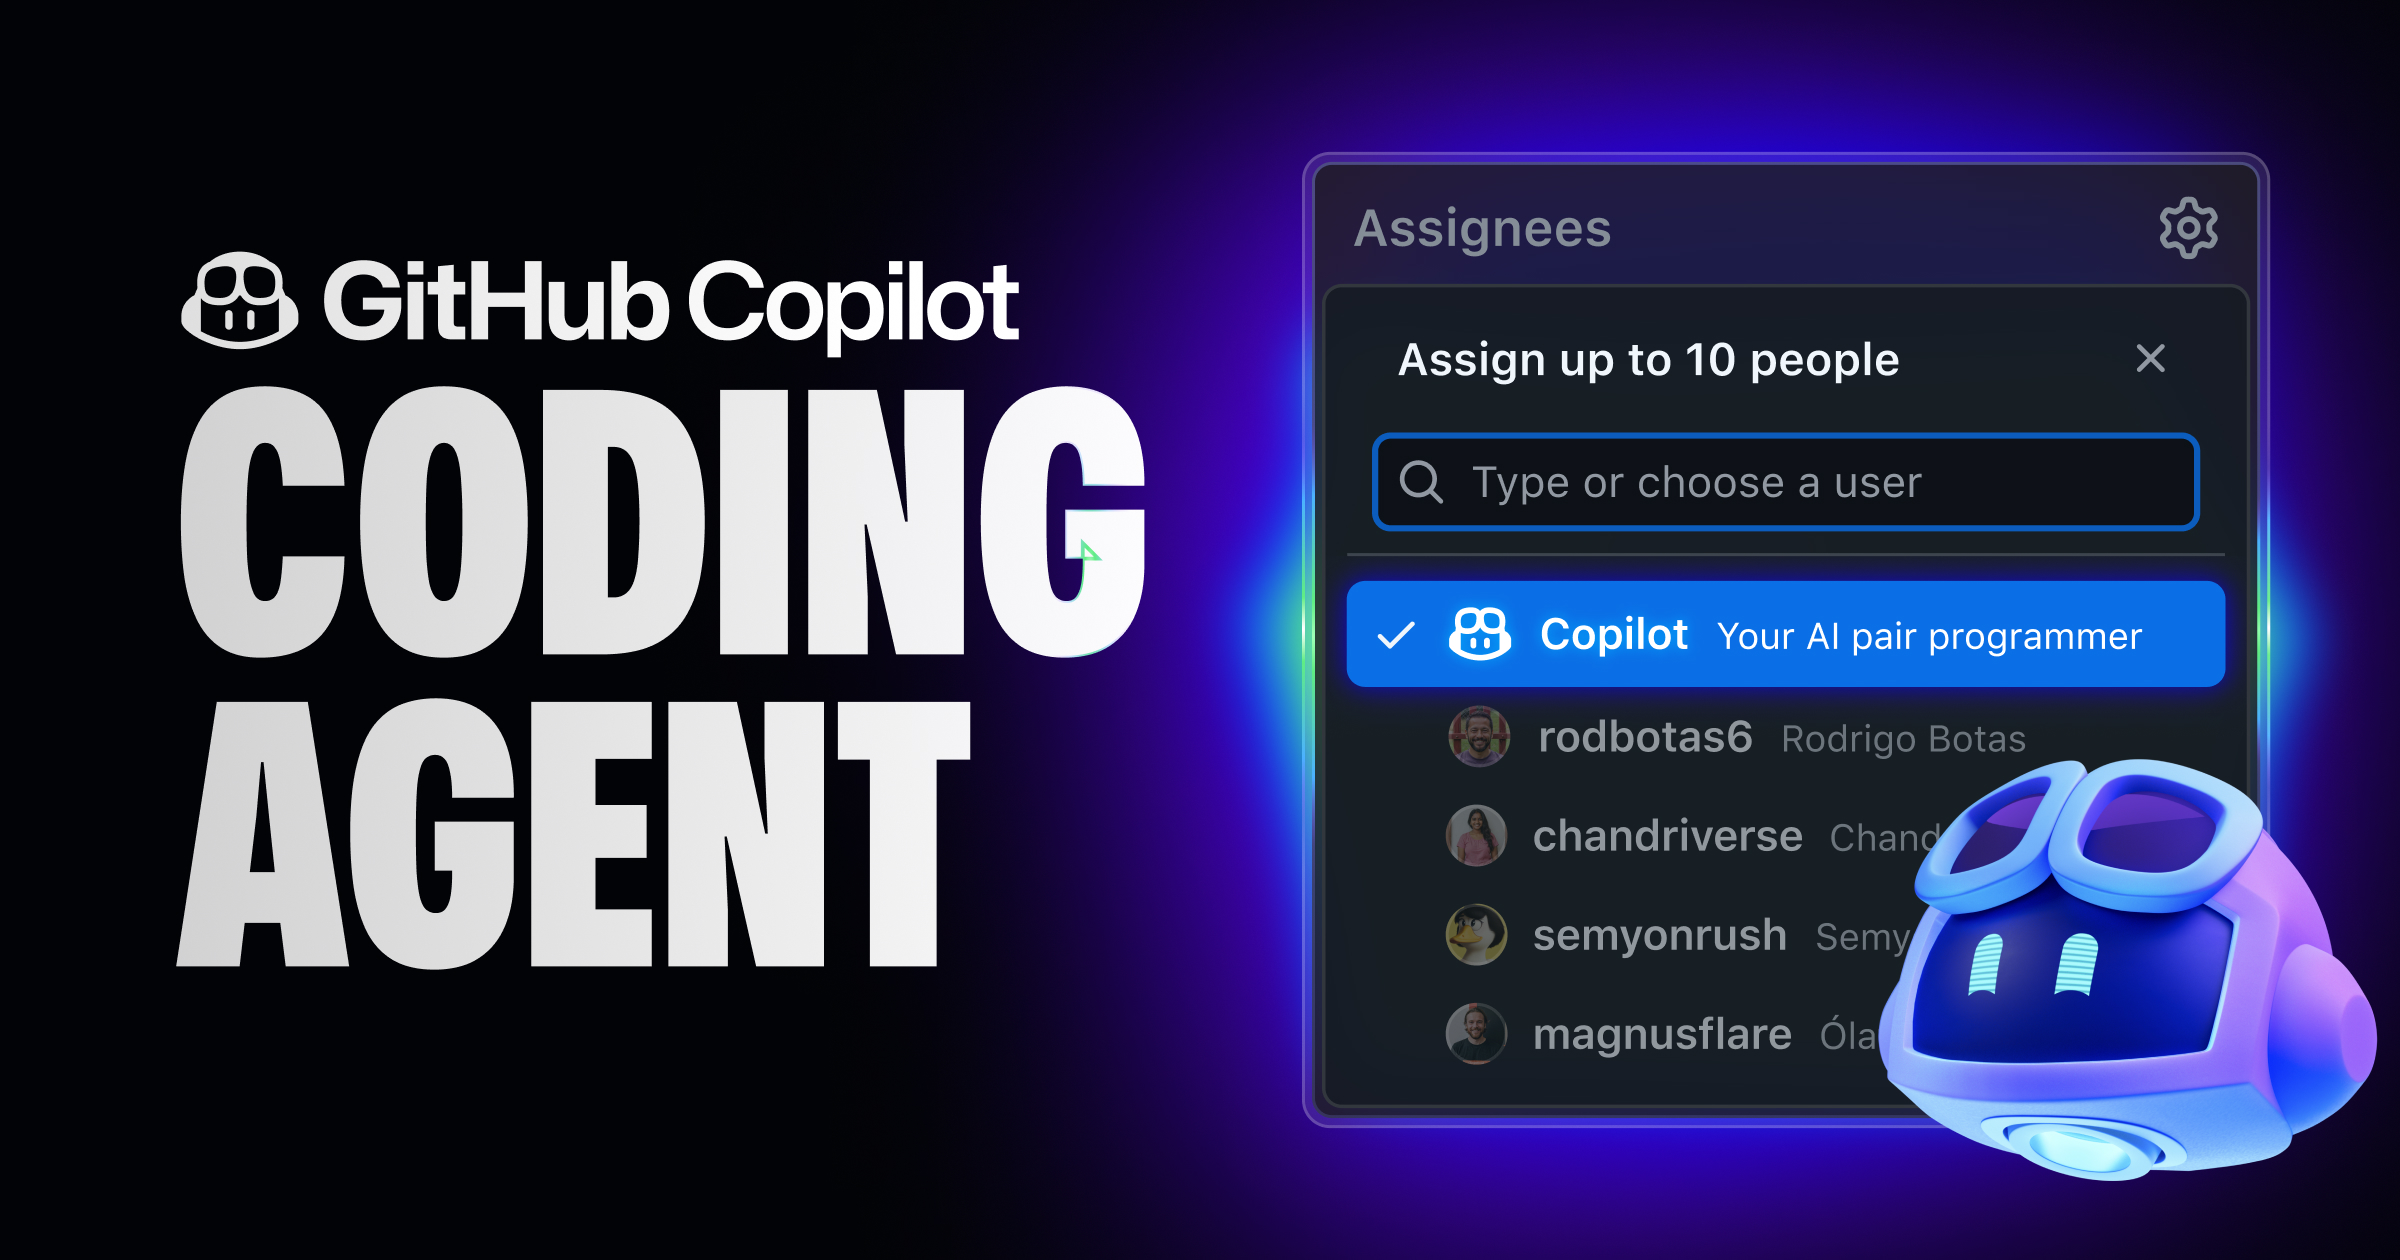 GitHub Copilot
CODING
AGENT
Assignees
Assign up to 10 people
Type or choose a user
Copilot Your AI pair programmer
rodbotas6 Rodrigo Botas
chandriverse
semyonrush
magnusflare